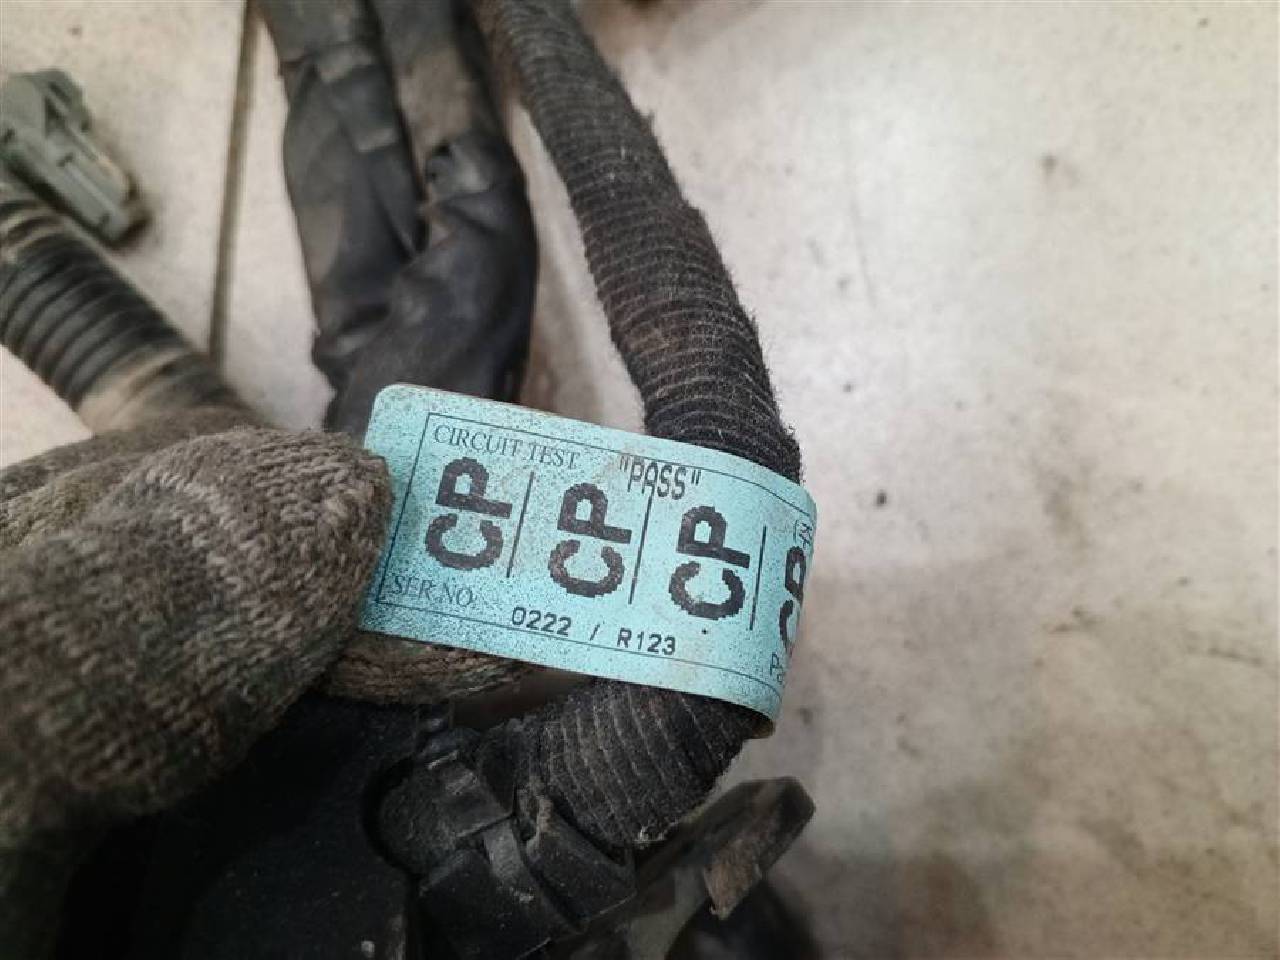 CIRCUIT TEST "PASS"
CP CP CP CP
SER.NO. 0222 / R123